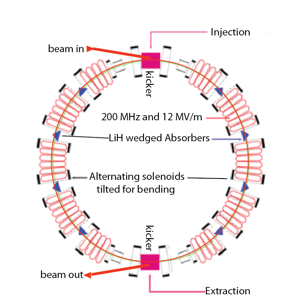 Injection
beam in
kicker
200 MHz and 12 MV/m
LiH wedged Absorbers
Alternating solenoids
tilted for bending
kicker
beam out
Extraction